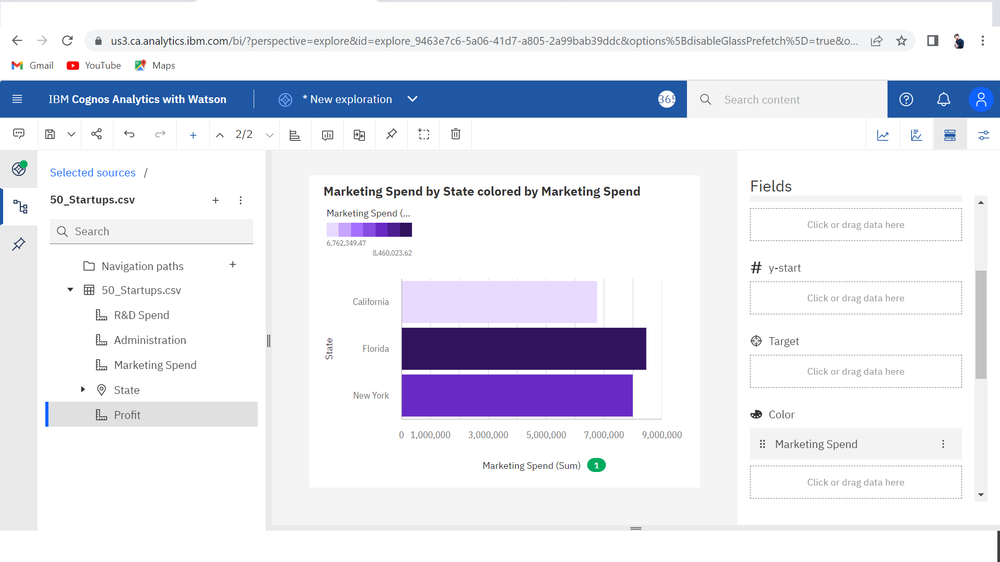 us3.ca.analytics.ibm.com/bi/?perspective=explore&id=explore_9463e7c6-5a06-41d7-a805-2a99bab39ddc&options%5BdisableGlassPrefetch%5D=true&o...
Gmail YouTube Maps
IBM Cognos Analytics with Watson * New exploration 365 Search content
2/2
Selected sources /
50_Startups.csv
Search
Navigation paths
50_Startups.csv
R&D Spend
Administration
Marketing Spend
State
Profit
Marketing Spend by State colored by Marketing Spend
Marketing Spend (...
6,762,349.47
8,460,023.62
California
Florida
New York
State
0 1,000,000 3,000,000 5,000,000 7,000,000 9,000,000
Marketing Spend (Sum) 1
Fields
Click or drag data here
# y-start
Click or drag data here
Target
Click or drag data here
Color
Marketing Spend
Click or drag data here